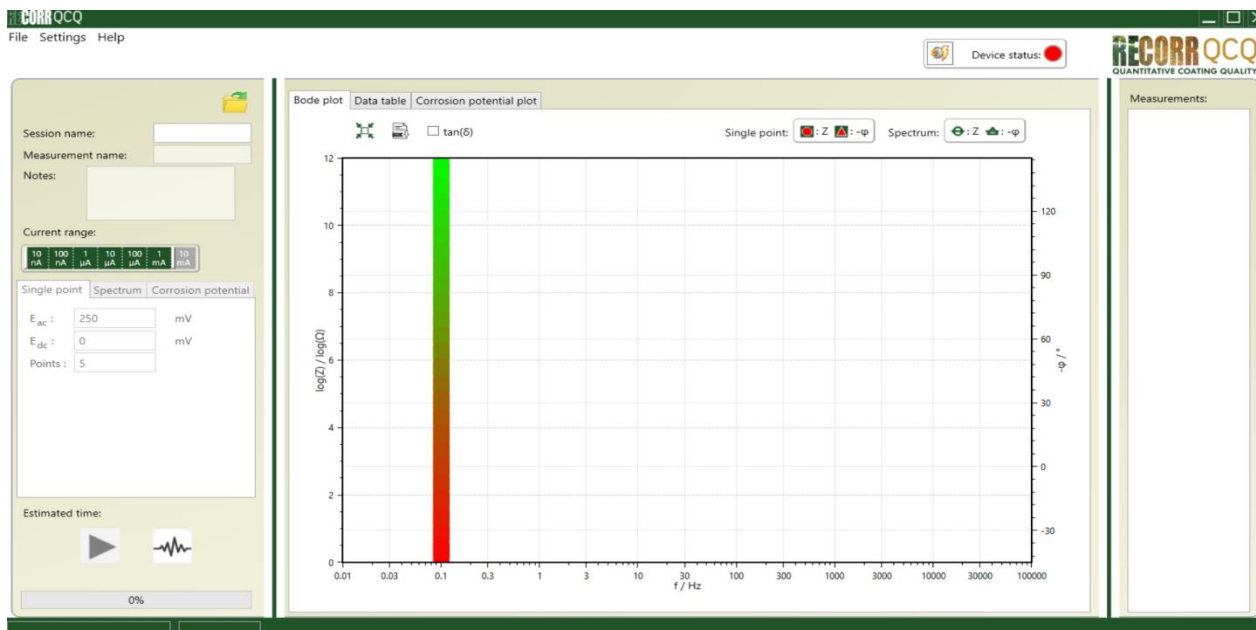 RECORR QCQ
File Settings Help
Device status:
RECORR QCQ
QUANTITATIVE COATING QUALITY
Session name:
Measurement name:
Notes:
Current range:
10 nA 100 nA 1 µA 10 µA 100 µA 1 mA 10 mA
Single point Spectrum Corrosion potential
E ac : 250 mV
E dc : 0 mV
Points : 5
Estimated time:
0%
Bode plot Data table Corrosion potential plot
tan(δ)
Single point: : Z : -φ Spectrum: : Z : -φ
12
10
8
6
4
2
0
log(Z) / log(Ω)
120
90
60
30
0
-30
-φ / °
0.01 0.03 0.1 0.3 1 3 10 30 100 300 1000 3000 10000 30000 100000
f / Hz
Measurements: